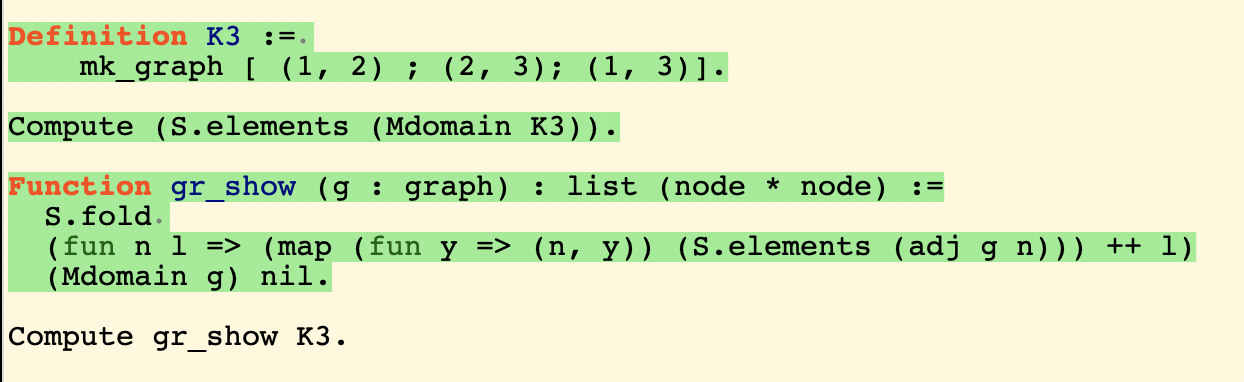 Definition K3 :=
    mk_graph [ (1, 2) ; (2, 3); (1, 3)].
Compute (S.elements (Mdomain K3)).
Function gr_show (g : graph) : list (node * node) :=
  S.fold
  (fun n l => (map (fun y => (n, y)) (S.elements (adj g n))) ++ l)
  (Mdomain g) nil.
Compute gr_show K3.